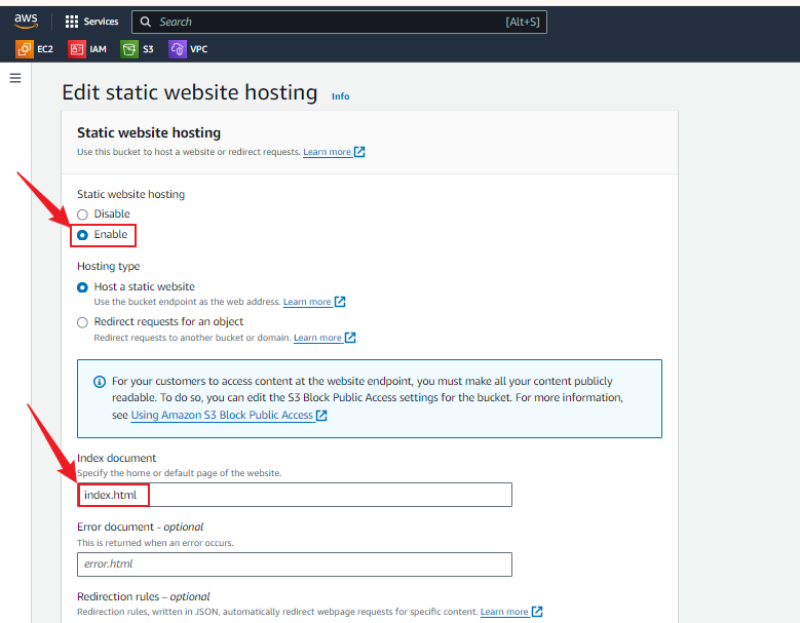 aws
Services
Search [Alt+S]
EC2 IAM S3 VPC
Edit static website hosting Info
Static website hosting
Use this bucket to host a website or redirect requests. Learn more
Static website hosting
Disable
Enable
Hosting type
Host a static website
Use the bucket endpoint as the web address. Learn more
Redirect requests for an object
Redirect requests to another bucket or domain. Learn more
For your customers to access content at the website endpoint, you must make all your content publicly
readable. To do so, you can edit the S3 Block Public Access settings for the bucket. For more information,
see Using Amazon S3 Block Public Access
Index document
Specify the home or default page of the website.
index.html
Error document - optional
This is returned when an error occurs.
error.html
Redirection rules – optional
Redirection rules, written in JSON, automatically redirect webpage requests for specific content. Learn more